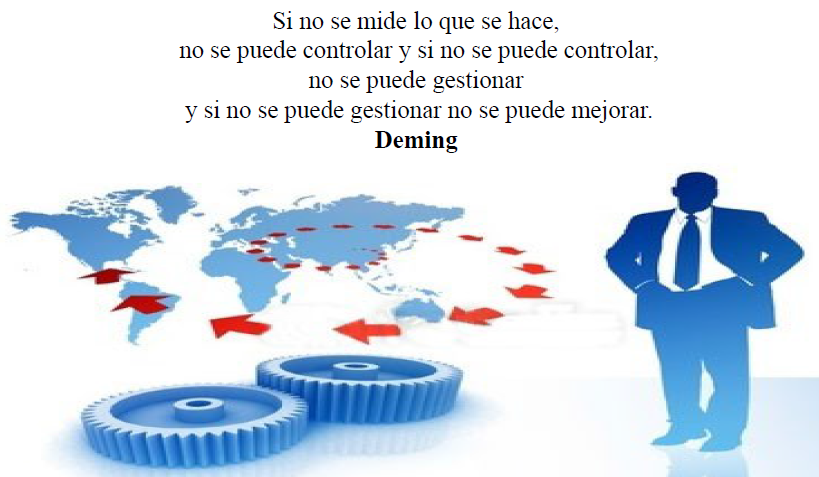 Si no se mide lo que se hace,
no se puede controlar y si no se puede controlar,
no se puede gestionar
y si no se puede gestionar no se puede mejorar.
Deming